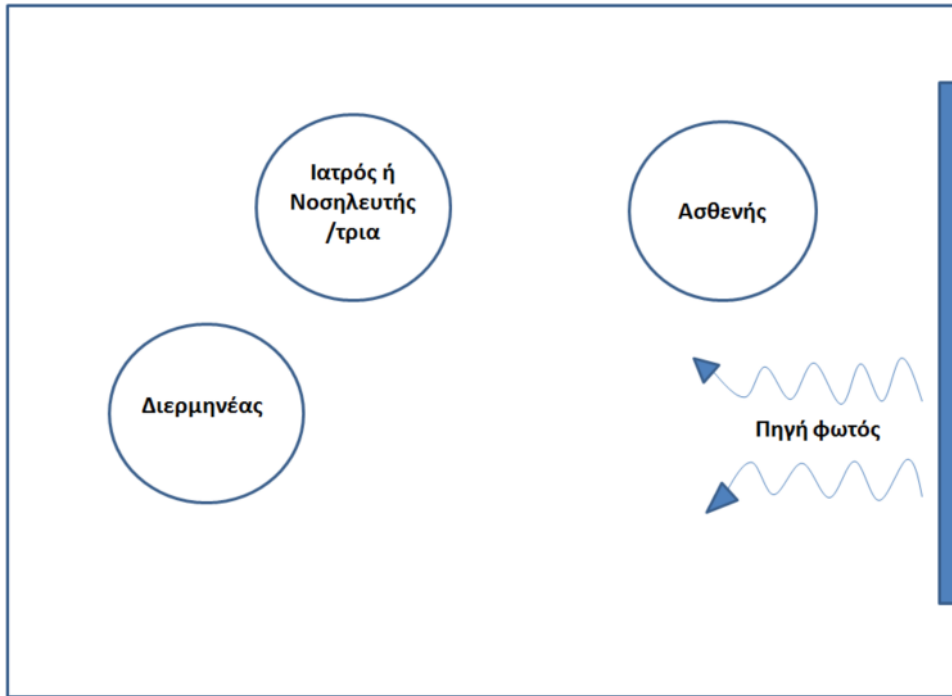 Ιατρός ή
Νοσηλευτής
/τρια
Ασθενής
Διερμηνέας
Πηγή φωτός